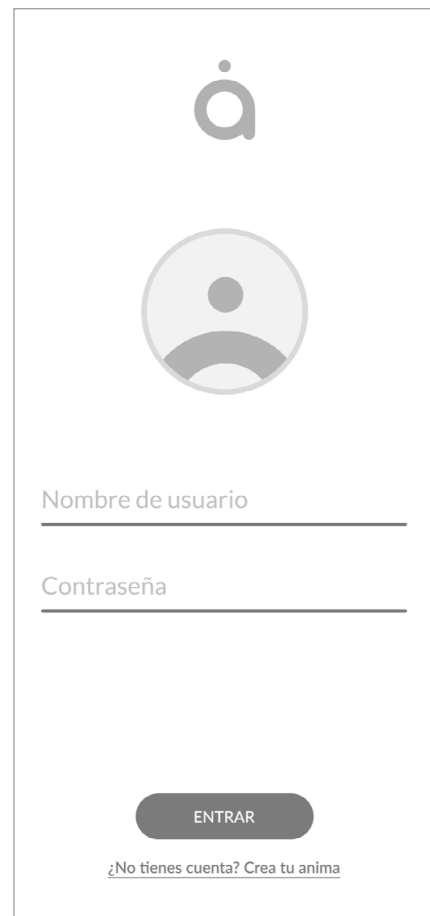 ȧ
Nombre de usuario
Contraseña
ENTRAR
¿No tienes cuenta? Crea tu anima